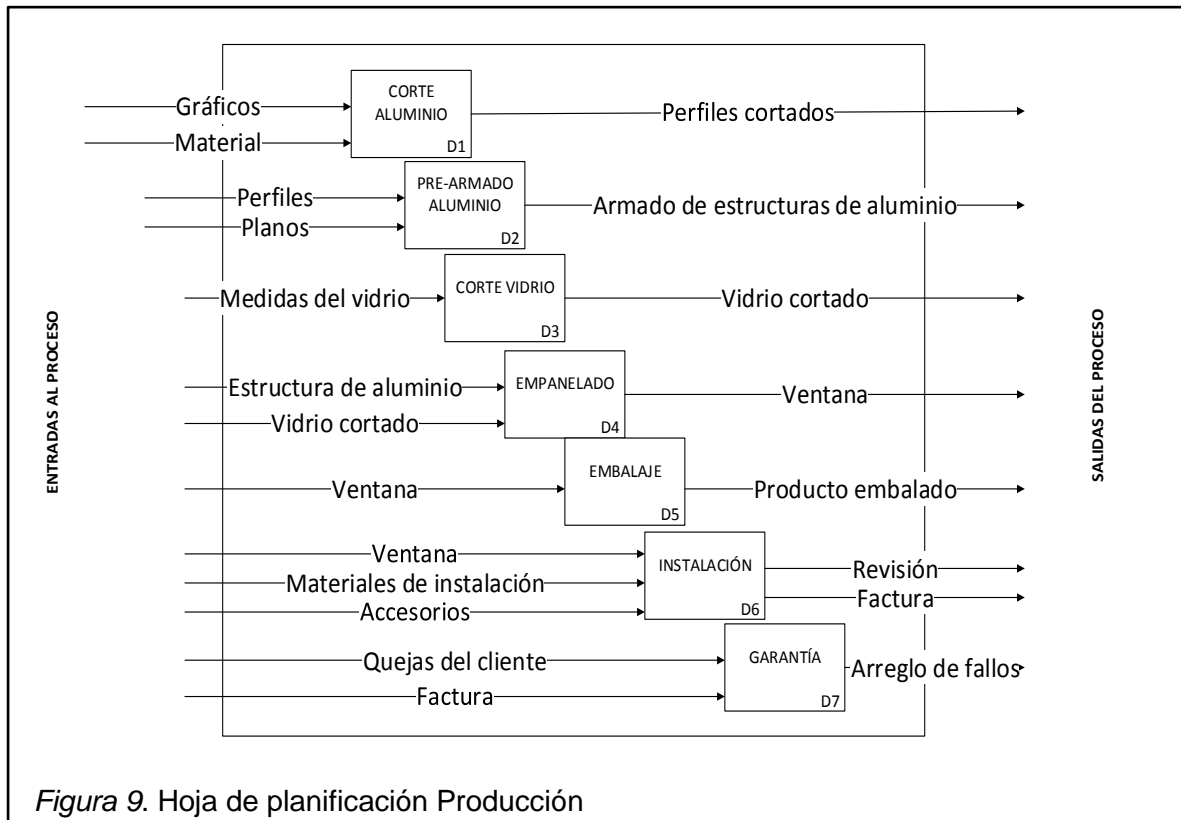 CORTE
ALUMINIO
D1
Gráficos
Material
Perfiles cortados
PRE-ARMADO
ALUMINIO
D2
Perfiles
Planos
Armado de estructuras de aluminio
Medidas del vidrio
CORTE VIDRIO
D3
Vidrio cortado
ENTRADAS AL PROCESO
SALIDAS DEL PROCESO
Estructura de aluminio
Vidrio cortado
EMPANELADO
D4
Ventana
Ventana
EMBALAJE
D5
Producto embalado
Ventana
Materiales de instalación
Accesorios
INSTALACIÓN
D6
Revisión
Factura
Quejas del cliente
Factura
GARANTÍA
D7
Arreglo de fallos
Figura 9. Hoja de planificación Producción